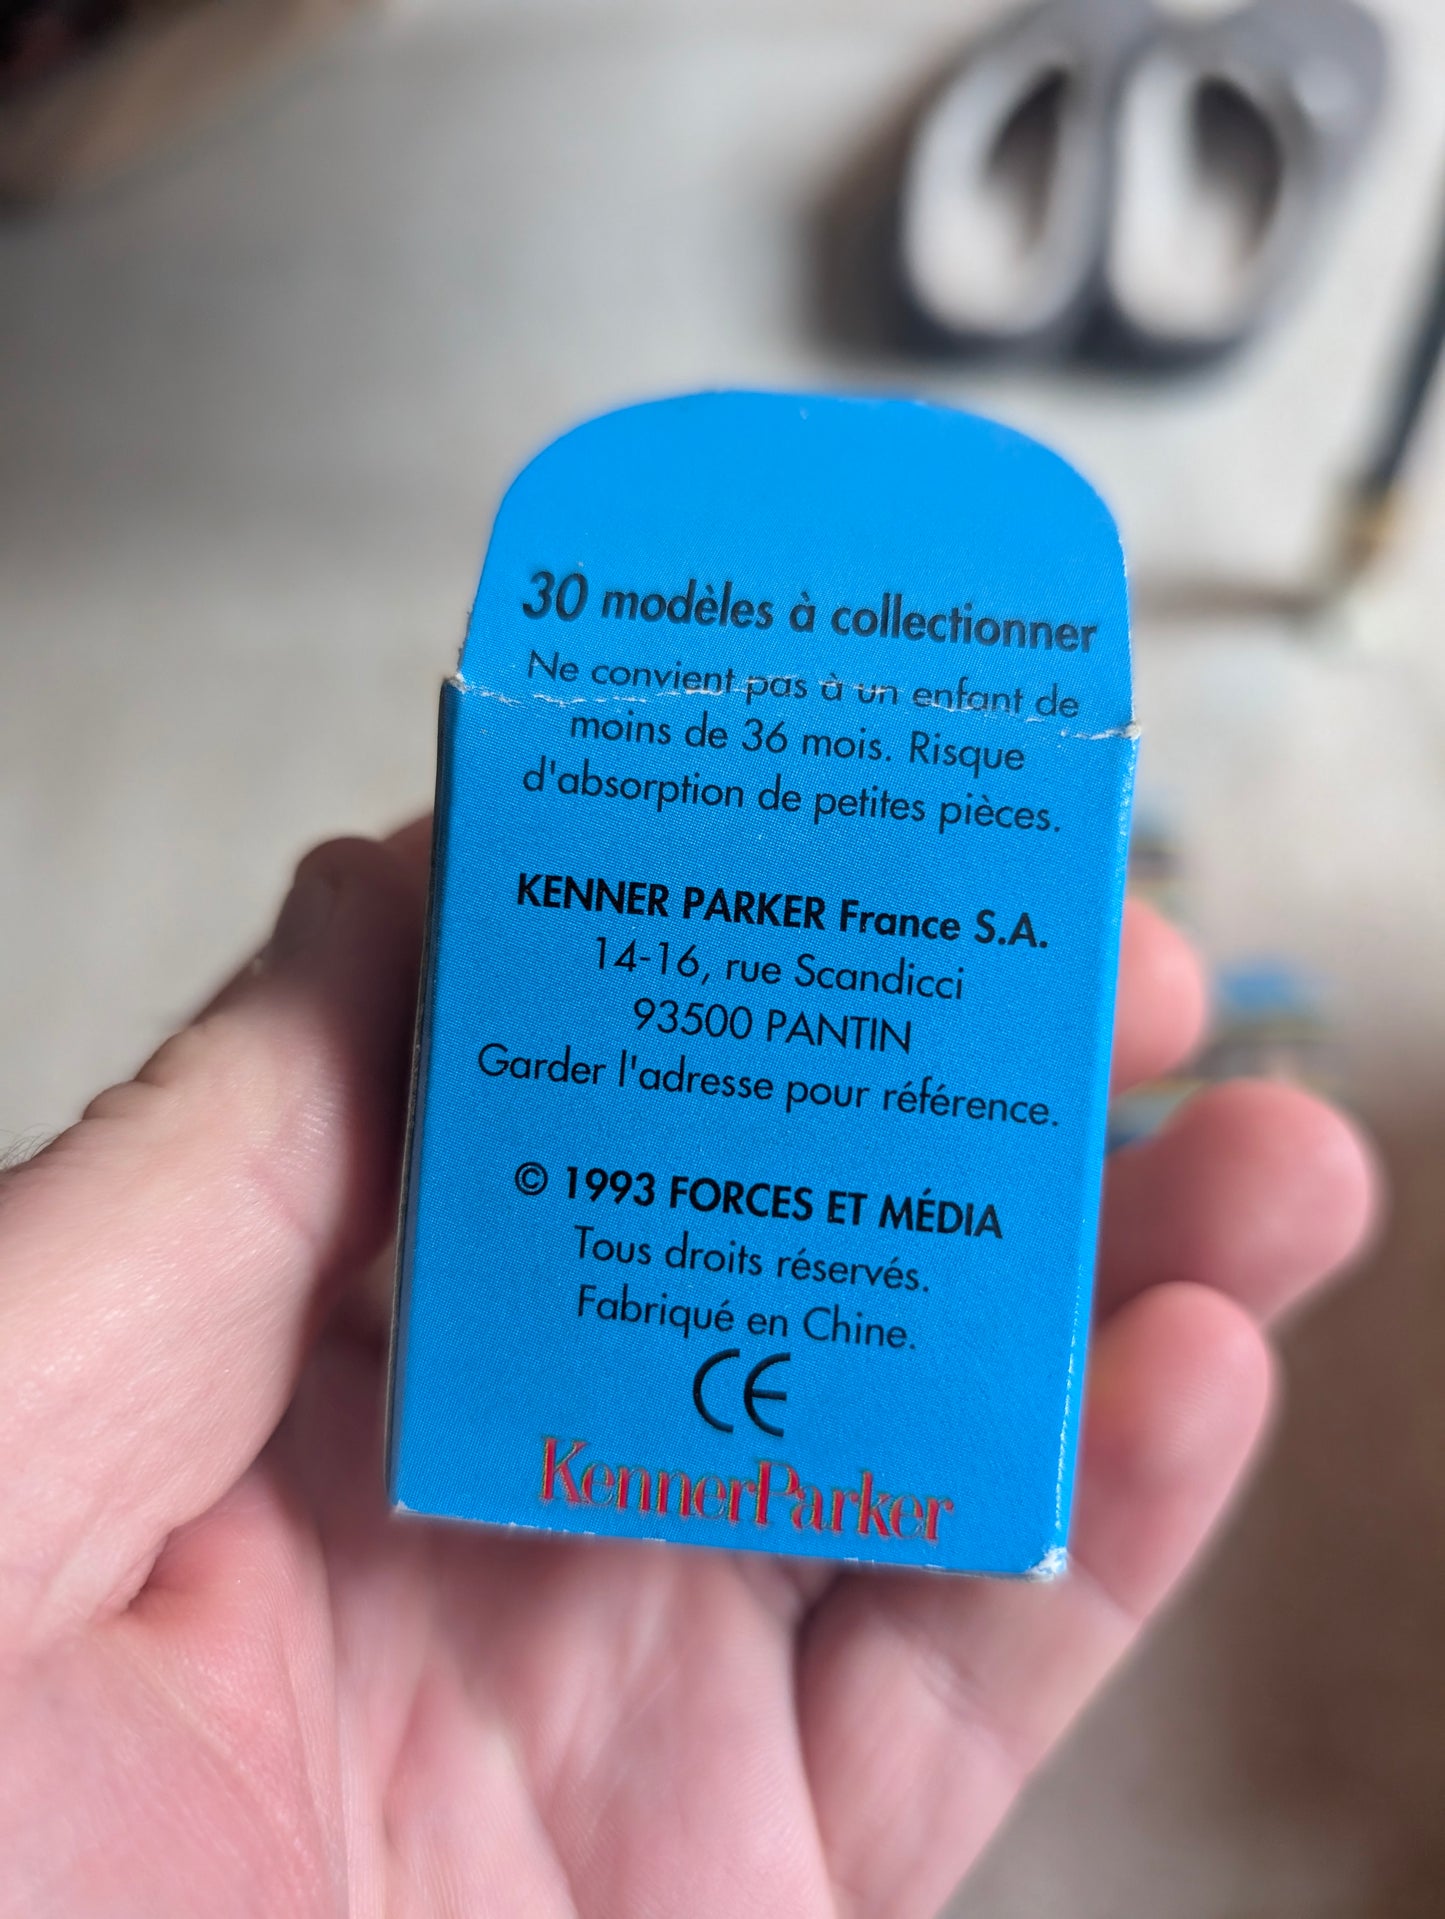 30 modèles à collectionner
Ne convient pas à un enfant de
moins de 36 mois. Risque
d'absorption de petites pièces.
KENNER PARKER France S.A.
14-16, rue Scandicci
93500 PANTIN
Garder l'adresse pour référence.
© 1993 FORCES ET MÉDIA
Tous droits réservés.
Fabriqué en Chine.
CE
KennerParker